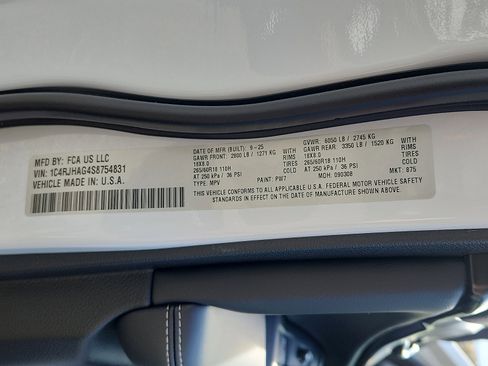 MFD BY: FCA US LLC
VIN: 1C4RJHAG4S8754831
VEHICLE MADE IN: U.S.A.
DATE OF MFR (BUILT): 9-25
GAWR FRONT: 2800 LB / 1271 KG WITH
18X8.0 RIMS
265/60R18 110H TIRES
AT 250 kPa / 36 PSI COLD
TYPE: MPV PAINT: PW7
GVWR: 6050 LB / 2745 KG
GAWR REAR: 3350 LB / 1520 KG WITH
18X8.0 RIMS
265/60R18 110H TIRES
AT 250 kPa / 36 PSI COLD
MDH: 090308 MKT: 875
THIS VEHICLE CONFORMS TO ALL APPLICABLE U.S.A. FEDERAL MOTOR VEHICLE SAFETY
STANDARDS IN EFFECT ON THE DATE OF MANUFACTURE SHOWN ABOVE.